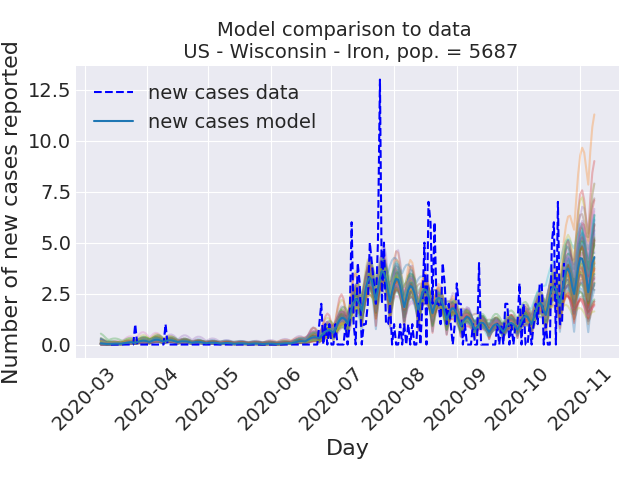 Model comparison to data
US - Wisconsin - Iron, pop. = 5687
Number of new cases reported
12.5
10.0
7.5
5.0
2.5
0.0
new cases data
new cases model
2020-03
2020-04
2020-05
2020-06
2020-07
2020-08
2020-09
2020-10
2020-11
Day